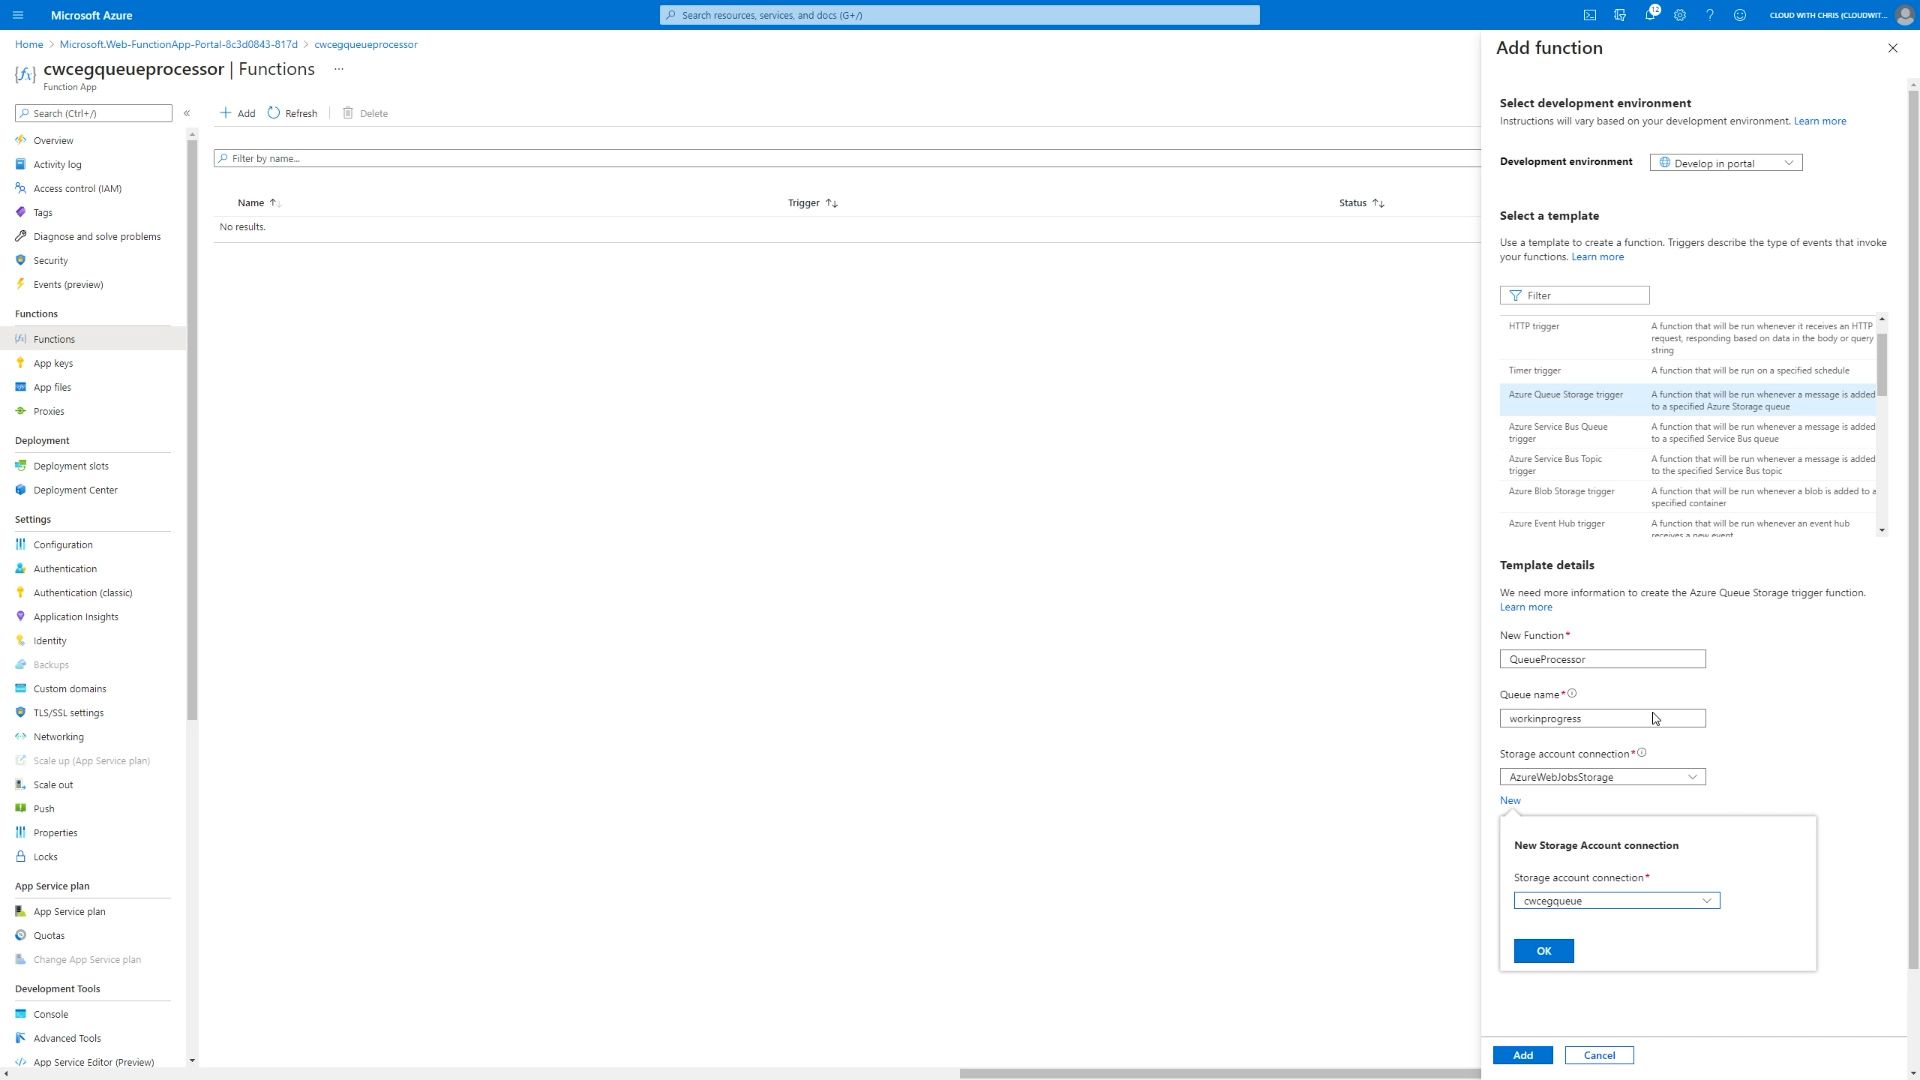 Microsoft Azure
Search resources, services, and docs (G+/)
12
CLOUD WITH CHRIS (CLOUDWIT...
Home > Microsoft.Web-FunctionApp-Portal-8c3d0843-817d > cwcegqueueprocessor
cwcegqueueprocessor | Functions ...
Function App
Search (Ctrl+/)
Overview
Activity log
Access control (IAM)
Tags
Diagnose and solve problems
Security
Events (preview)
Functions
Functions
App keys
App files
Proxies
Deployment
Deployment slots
Deployment Center
Settings
Configuration
Authentication
Authentication (classic)
Application Insights
Identity
Backups
Custom domains
TLS/SSL settings
Networking
Scale up (App Service plan)
Scale out
Push
Properties
Locks
App Service plan
App Service plan
Quotas
Change App Service plan
Development Tools
Console
Advanced Tools
App Service Editor (Preview)
Add Refresh Delete
Filter by name...
Name Trigger Status
No results.
Add function
Select development environment
Instructions will vary based on your development environment. Learn more
Development environment Develop in portal
Select a template
Use a template to create a function. Triggers describe the type of events that invoke
your functions. Learn more
Filter
HTTP trigger A function that will be run whenever it receives an HTTP
request, responding based on data in the body or query
string
Timer trigger A function that will be run on a specified schedule
Azure Queue Storage trigger A function that will be run whenever a message is added
to a specified Azure Storage queue
Azure Service Bus Queue A function that will be run whenever a message is added
trigger to a specified Service Bus queue
Azure Service Bus Topic A function that will be run whenever a message is added
trigger to the specified Service Bus topic
Azure Blob Storage trigger A function that will be run whenever a blob is added to a
specified container
Azure Event Hub trigger A function that will be run whenever an event hub
receives a new event
Template details
We need more information to create the Azure Queue Storage trigger function.
Learn more
New Function*
QueueProcessor
Queue name*
workinprogress
Storage account connection*
AzureWebJobsStorage
New
New Storage Account connection
Storage account connection*
cwcegqueue
OK
Add Cancel